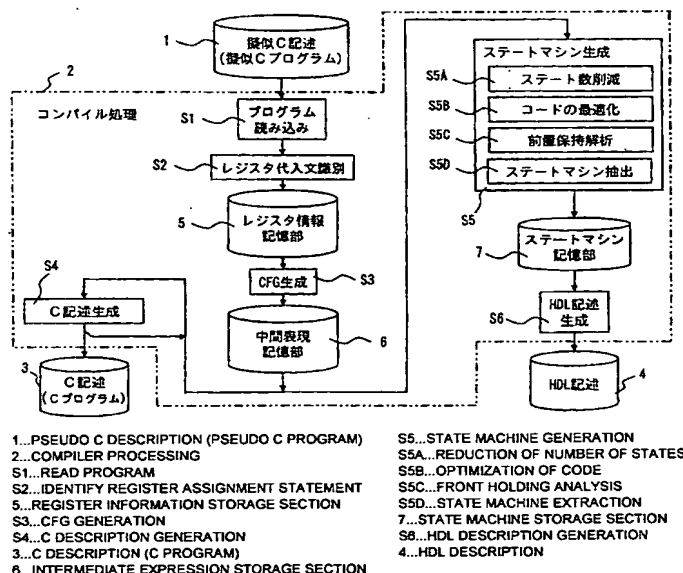 1
擬似C記述
(擬似Cプログラム)
2
コンパイル処理
S1
プログラム
読み込み
S2
レジスタ代入文識別
5
レジスタ情報
記憶部
CFG生成
S3
S4
C記述生成
中間表現
記憶部
6
3
C記述
(Cプログラム)
ステートマシン生成
S5A
ステート数削減
S5B
コードの最適化
S5C
前置保持解析
S5D
ステートマシン抽出
S5
7
ステートマシン
記憶部
S6
HDL記述
生成
HDL記述
4
1...PSEUDO C DESCRIPTION (PSEUDO C PROGRAM)
2...COMPILER PROCESSING
S1...READ PROGRAM
S2...IDENTIFY REGISTER ASSIGNMENT STATEMENT
5...REGISTER INFORMATION STORAGE SECTION
S3...CFG GENERATION
S4...C DESCRIPTION GENERATION
3...C DESCRIPTION (C PROGRAM)
6...INTERMEDIATE EXPRESSION STORAGE SECTION
S5...STATE MACHINE GENERATION
S5A...REDUCTION OF NUMBER OF STATES
S5B...OPTIMIZATION OF CODE
S5C...FRONT HOLDING ANALYSIS
S5D...STATE MACHINE EXTRACTION
7...STATE MACHINE STORAGE SECTION
S6...HDL DESCRIPTION GENERATION
4...HDL DESCRIPTION